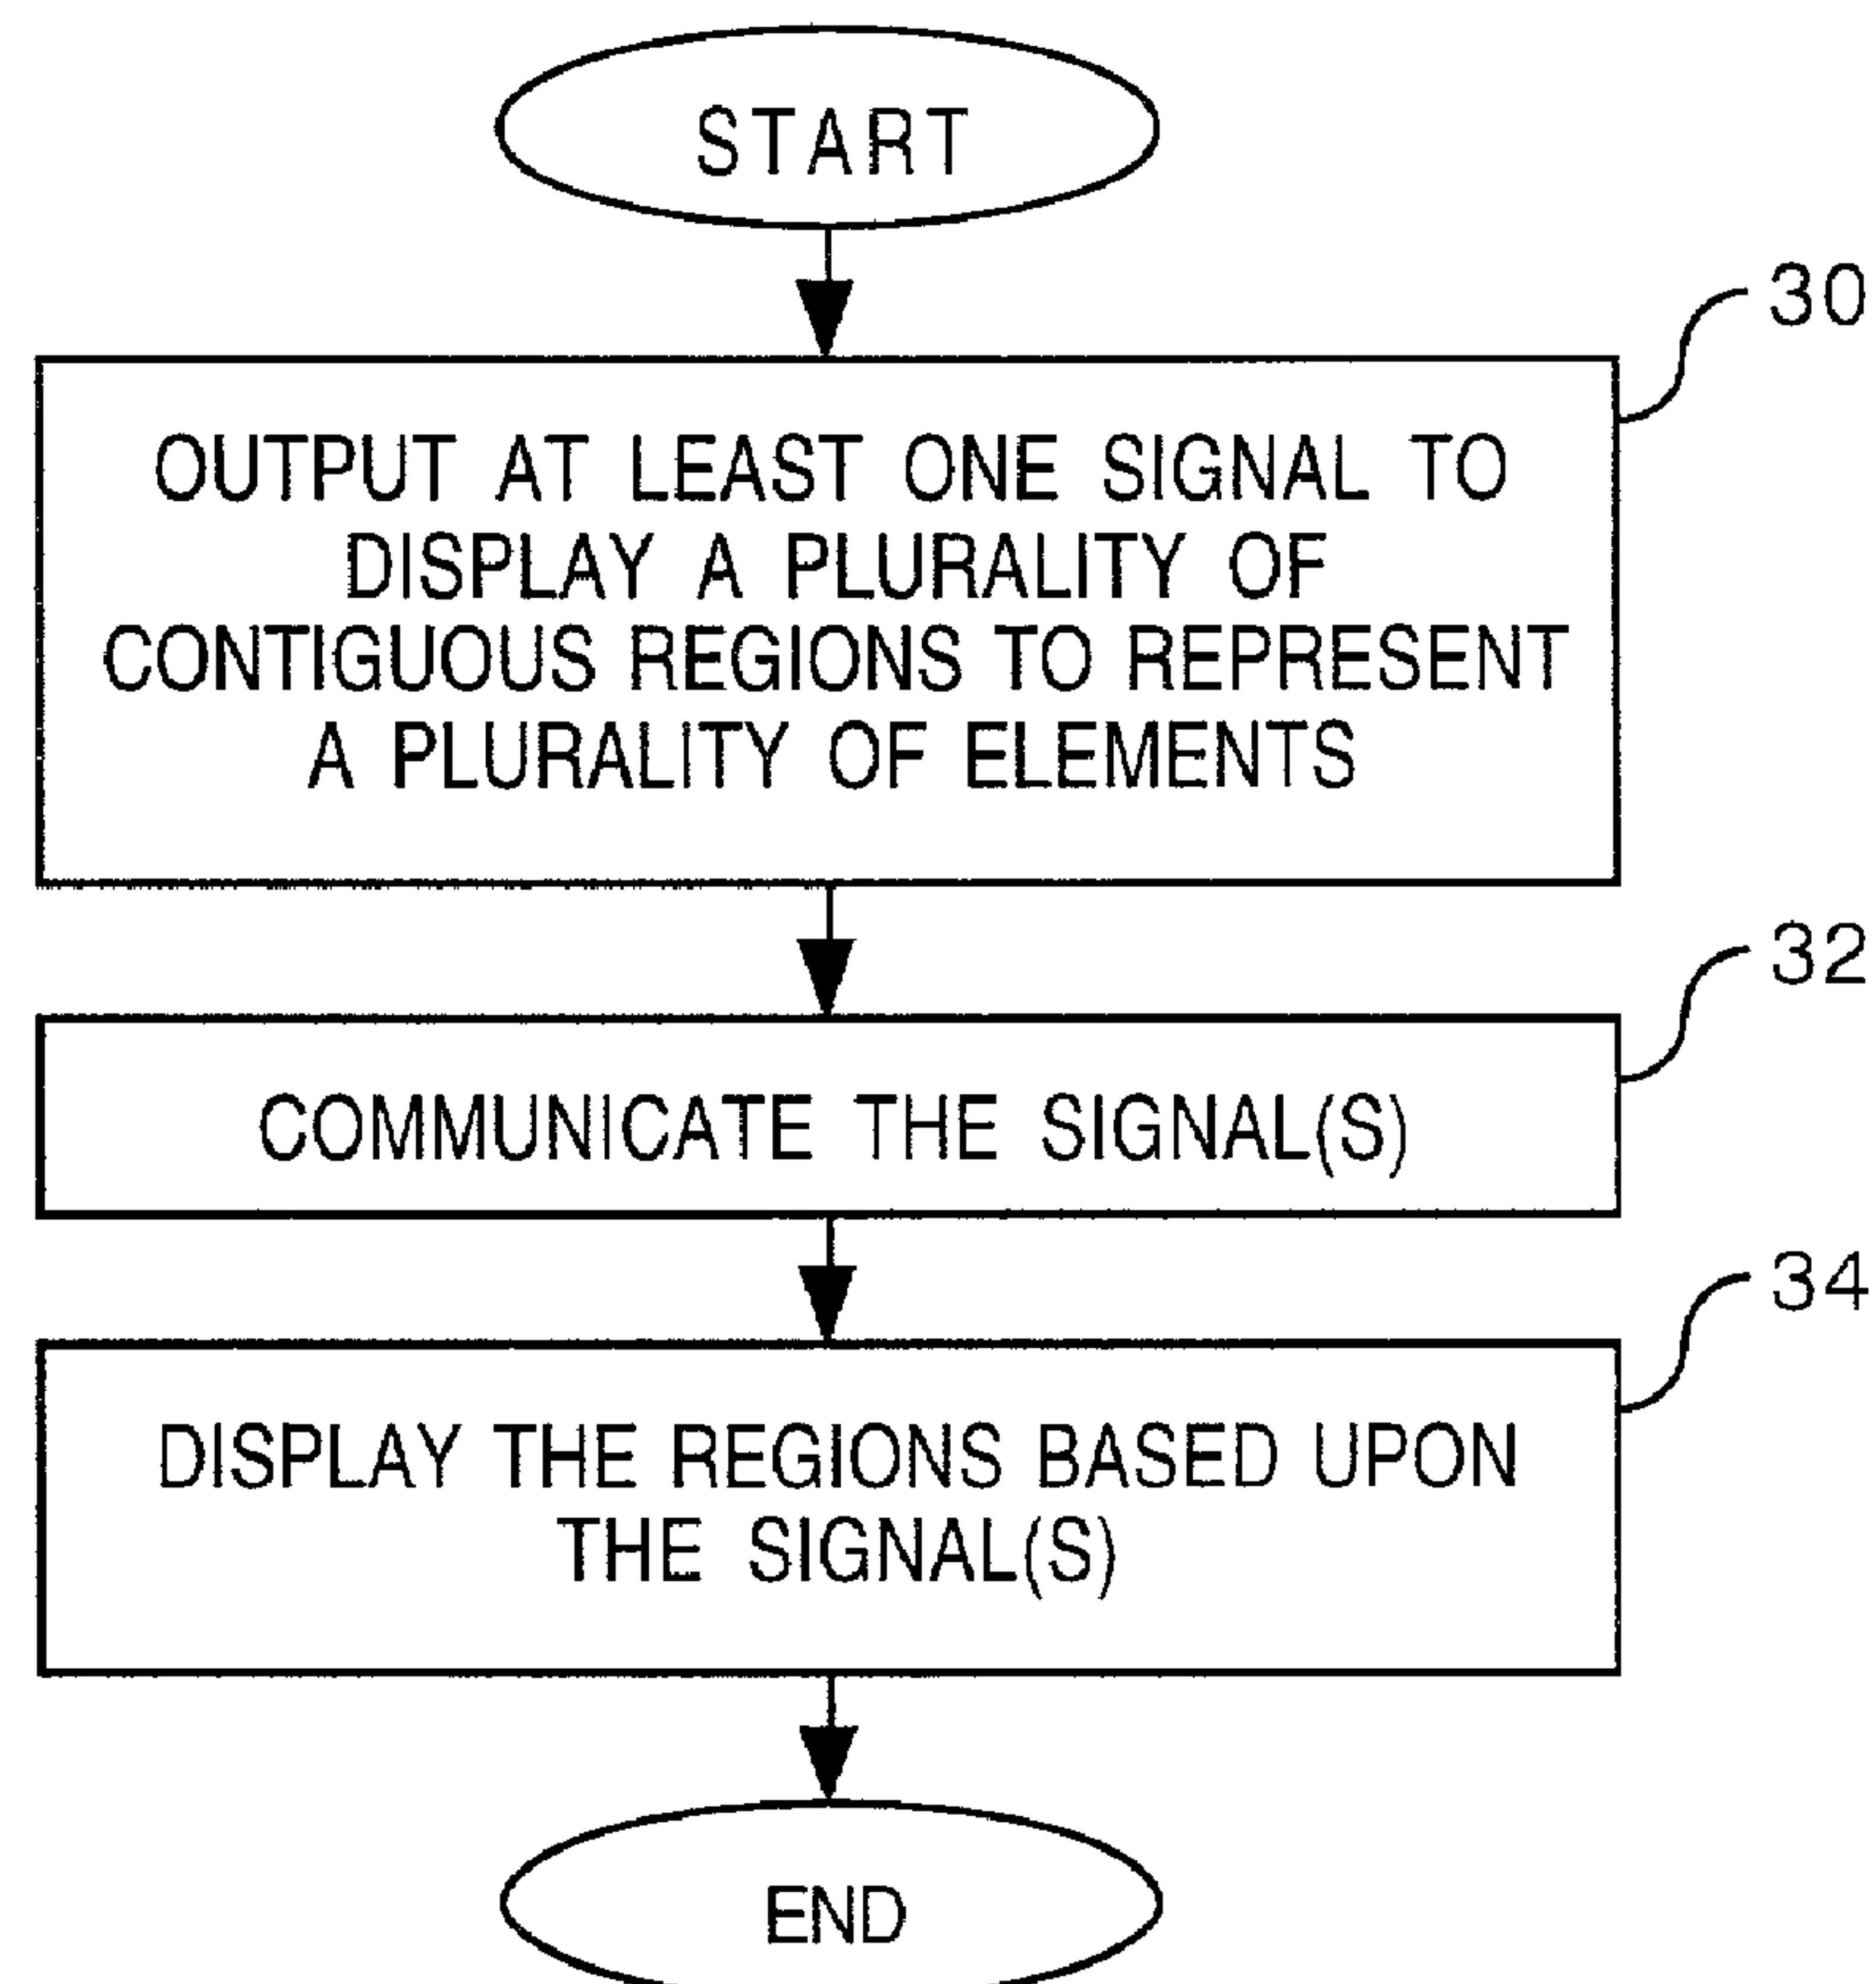 START
30
OUTPUT AT LEAST ONE SIGNAL TO
DISPLAY A PLURALITY OF
CONTIGUOUS REGIONS TO REPRESENT
A PLURALITY OF ELEMENTS
32
COMMUNICATE THE SIGNAL(S)
34
DISPLAY THE REGIONS BASED UPON
THE SIGNAL(S)
END